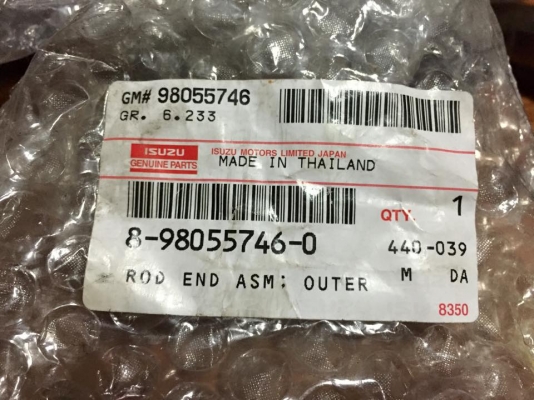 GM# 98055746
GR. 6.233
ISUZU
GENUINE PARTS
ISUZU MOTORS LIMITED JAPAN
MADE IN THAILAND
QTY. 1
8-98055746-0
440-039
ROD END ASM: OUTER M DA
8350